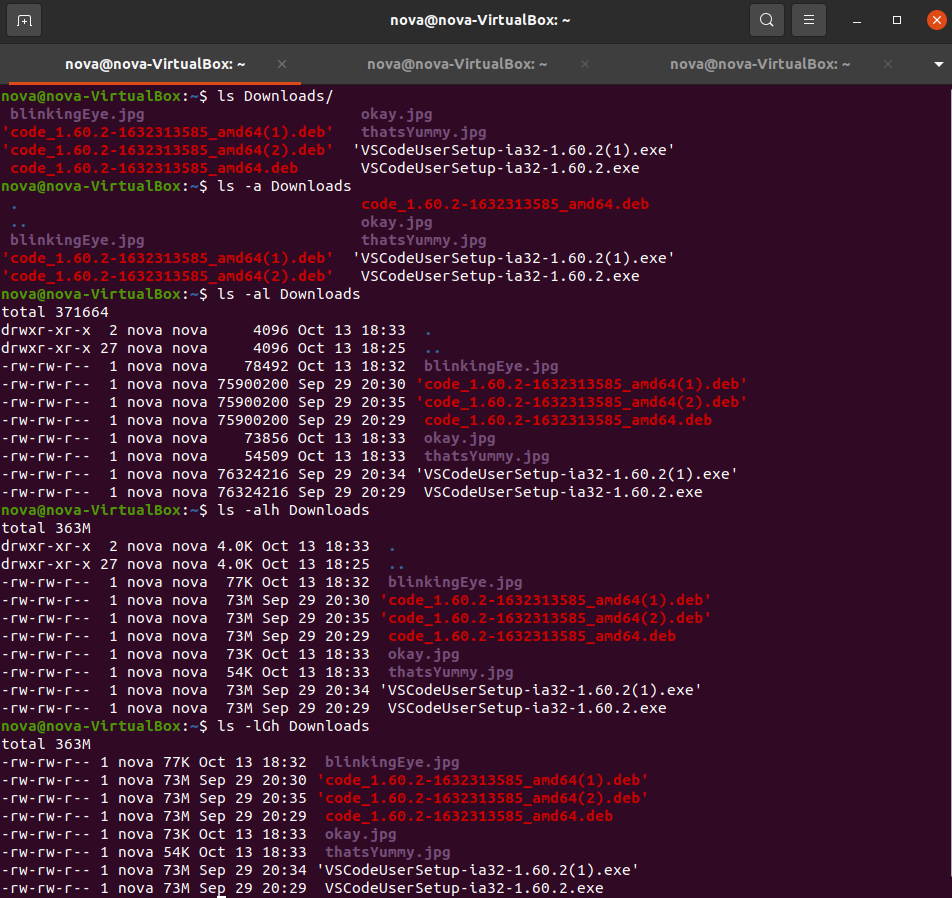 nova@nova-VirtualBox: ~
nova@nova-VirtualBox: ~ nova@nova-VirtualBox: ~ nova@nova-VirtualBox: ~
nova@nova-VirtualBox:~$ ls Downloads/
blinkingEye.jpg okay.jpg
'code_1.60.2-1632313585_amd64(1).deb' thatsYummy.jpg
'code_1.60.2-1632313585_amd64(2).deb' 'VSCodeUserSetup-ia32-1.60.2(1).exe'
code_1.60.2-1632313585_amd64.deb VSCodeUserSetup-ia32-1.60.2.exe
nova@nova-VirtualBox:~$ ls -a Downloads
. code_1.60.2-1632313585_amd64.deb
.. okay.jpg
blinkingEye.jpg thatsYummy.jpg
'code_1.60.2-1632313585_amd64(1).deb' 'VSCodeUserSetup-ia32-1.60.2(1).exe'
'code_1.60.2-1632313585_amd64(2).deb' VSCodeUserSetup-ia32-1.60.2.exe
nova@nova-VirtualBox:~$ ls -al Downloads
total 371664
drwxr-xr-x 2 nova nova 4096 Oct 13 18:33 .
drwxr-xr-x 27 nova nova 4096 Oct 13 18:25 ..
-rw-rw-r-- 1 nova nova 78492 Oct 13 18:32 blinkingEye.jpg
-rw-rw-r-- 1 nova nova 75900200 Sep 29 20:30 'code_1.60.2-1632313585_amd64(1).deb'
-rw-rw-r-- 1 nova nova 75900200 Sep 29 20:35 'code_1.60.2-1632313585_amd64(2).deb'
-rw-rw-r-- 1 nova nova 75900200 Sep 29 20:29 code_1.60.2-1632313585_amd64.deb
-rw-rw-r-- 1 nova nova 73856 Oct 13 18:33 okay.jpg
-rw-rw-r-- 1 nova nova 54509 Oct 13 18:33 thatsYummy.jpg
-rw-rw-r-- 1 nova nova 76324216 Sep 29 20:34 'VSCodeUserSetup-ia32-1.60.2(1).exe'
-rw-rw-r-- 1 nova nova 76324216 Sep 29 20:29 VSCodeUserSetup-ia32-1.60.2.exe
nova@nova-VirtualBox:~$ ls -alh Downloads
total 363M
drwxr-xr-x 2 nova nova 4.0K Oct 13 18:33 .
drwxr-xr-x 27 nova nova 4.0K Oct 13 18:25 ..
-rw-rw-r-- 1 nova nova 77K Oct 13 18:32 blinkingEye.jpg
-rw-rw-r-- 1 nova nova 73M Sep 29 20:30 'code_1.60.2-1632313585_amd64(1).deb'
-rw-rw-r-- 1 nova nova 73M Sep 29 20:35 'code_1.60.2-1632313585_amd64(2).deb'
-rw-rw-r-- 1 nova nova 73M Sep 29 20:29 code_1.60.2-1632313585_amd64.deb
-rw-rw-r-- 1 nova nova 73K Oct 13 18:33 okay.jpg
-rw-rw-r-- 1 nova nova 54K Oct 13 18:33 thatsYummy.jpg
-rw-rw-r-- 1 nova nova 73M Sep 29 20:34 'VSCodeUserSetup-ia32-1.60.2(1).exe'
-rw-rw-r-- 1 nova nova 73M Sep 29 20:29 VSCodeUserSetup-ia32-1.60.2.exe
nova@nova-VirtualBox:~$ ls -lGh Downloads
total 363M
-rw-rw-r-- 1 nova 77K Oct 13 18:32 blinkingEye.jpg
-rw-rw-r-- 1 nova 73M Sep 29 20:30 'code_1.60.2-1632313585_amd64(1).deb'
-rw-rw-r-- 1 nova 73M Sep 29 20:35 'code_1.60.2-1632313585_amd64(2).deb'
-rw-rw-r-- 1 nova 73M Sep 29 20:29 code_1.60.2-1632313585_amd64.deb
-rw-rw-r-- 1 nova 73K Oct 13 18:33 okay.jpg
-rw-rw-r-- 1 nova 54K Oct 13 18:33 thatsYummy.jpg
-rw-rw-r-- 1 nova 73M Sep 29 20:34 'VSCodeUserSetup-ia32-1.60.2(1).exe'
-rw-rw-r-- 1 nova 73M Sep 29 20:29 VSCodeUserSetup-ia32-1.60.2.exe